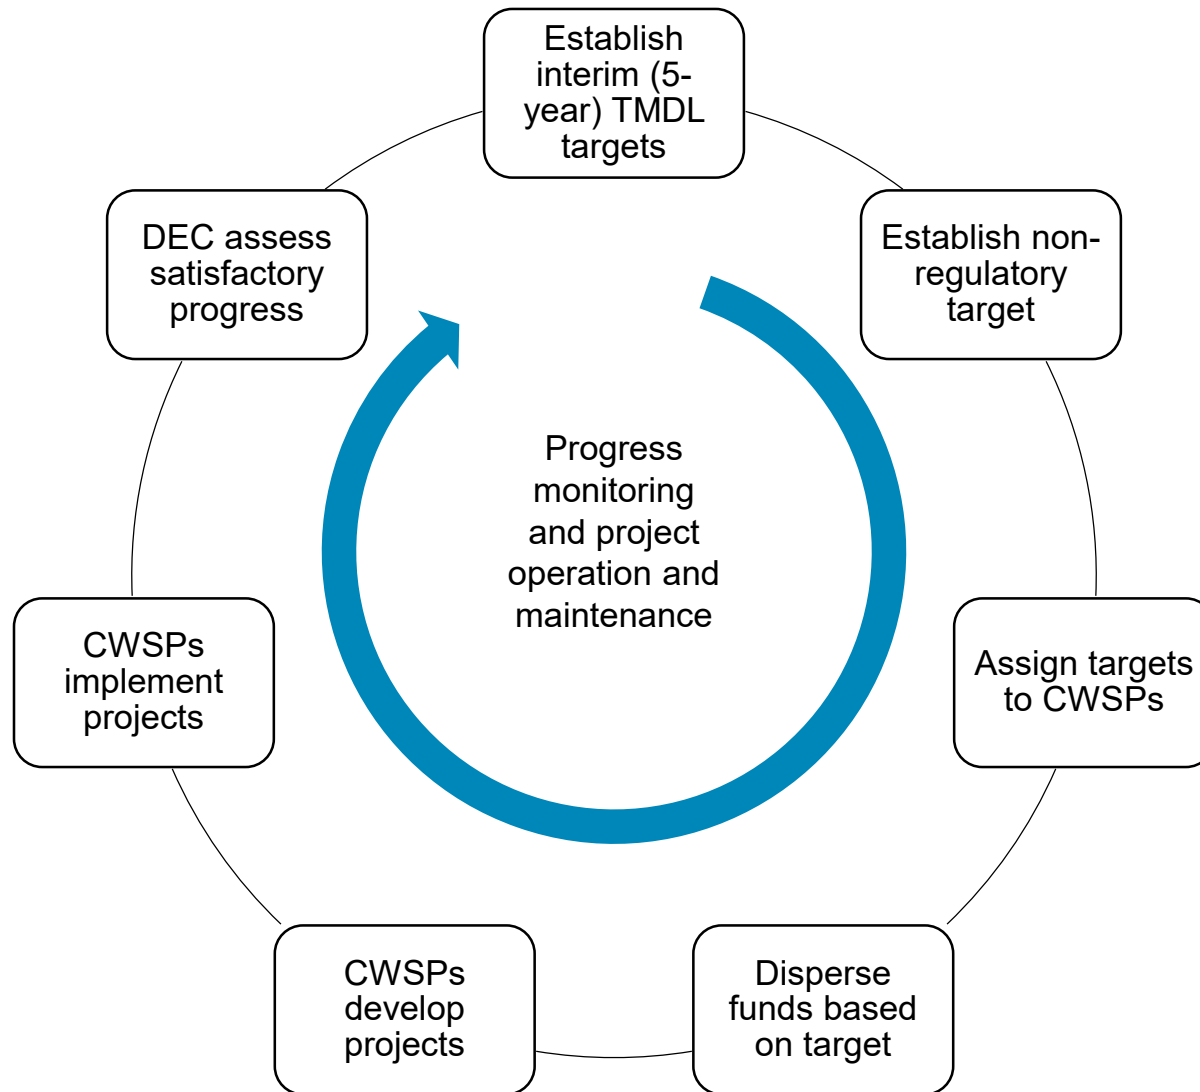 Establish
interim (5-
year) TMDL
targets
Establish non-
regulatory
target
Assign targets
to CWSPs
Disperse
funds based
on target
CWSPs
develop
projects
CWSPs
implement
projects
DEC assess
satisfactory
progress
Progress
monitoring
and project
operation and
maintenance